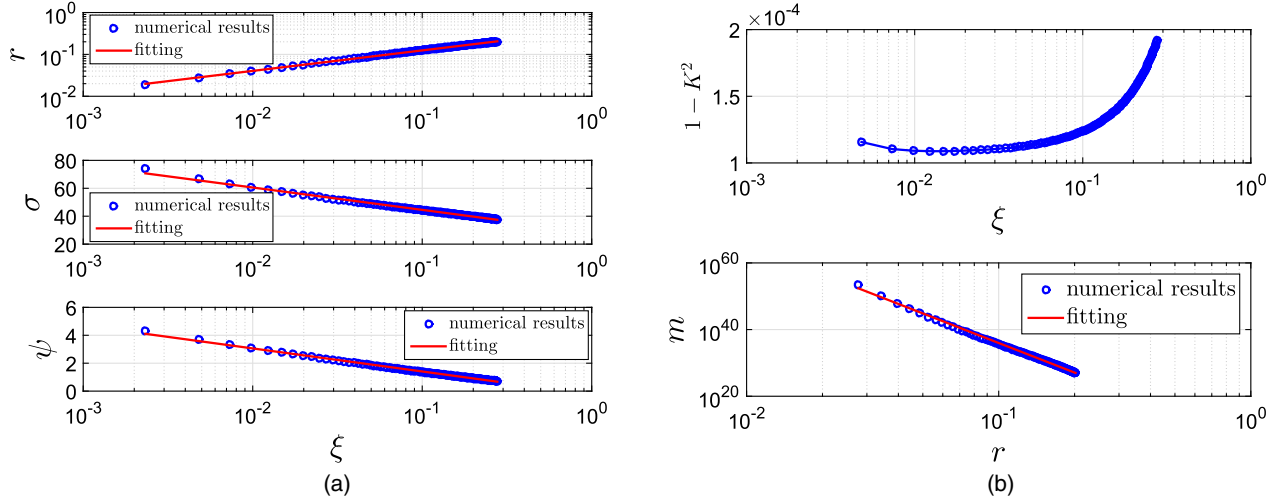 r
10^0
10^-1
10^-2
numerical results
fitting
10^-3
10^-2
10^-1
10^0
σ
80
60
40
20
numerical results
fitting
10^-3
10^-2
10^-1
10^0
ψ
6
4
2
0
numerical results
fitting
10^-3
10^-2
10^-1
10^0
ξ
(a)
×10^-4
1 − K^2
2
1.5
1
10^-3
10^-2
10^-1
10^0
ξ
m
10^60
10^40
10^20
numerical results
fitting
10^-2
10^-1
10^0
r
(b)